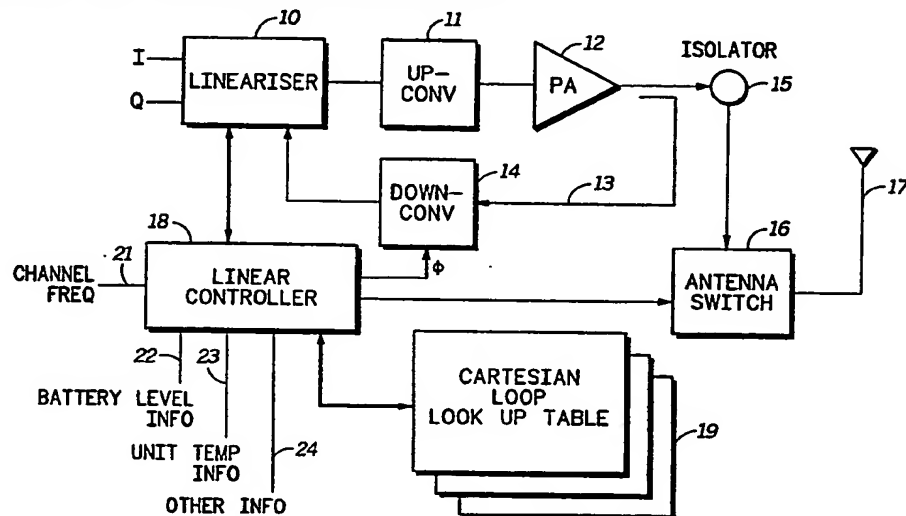 10
11
12
I
Q
LINEARISER
UP-
CONV
PA
ISOLATOR
15
14
DOWN-
CONV
13
17
18
21
CHANNEL
FREQ
LINEAR
CONTROLLER
Φ
16
ANTENNA
SWITCH
22
23
24
BATTERY LEVEL
INFO
UNIT TEMP
INFO
OTHER INFO
CARTESIAN
LOOP
LOOK UP TABLE
19